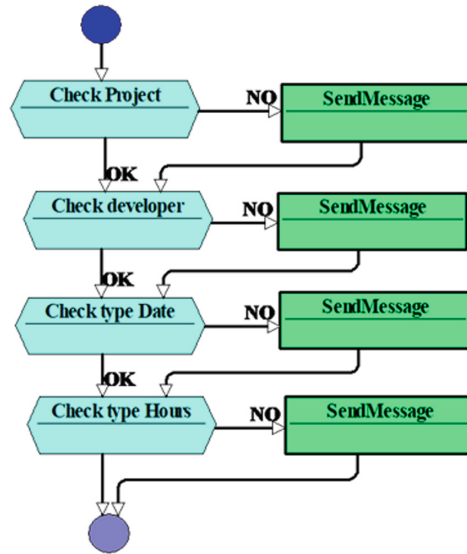 Check Project
NO
SendMessage
OK
Check developer
NO
SendMessage
OK
Check type Date
NO
SendMessage
OK
Check type Hours
NO
SendMessage